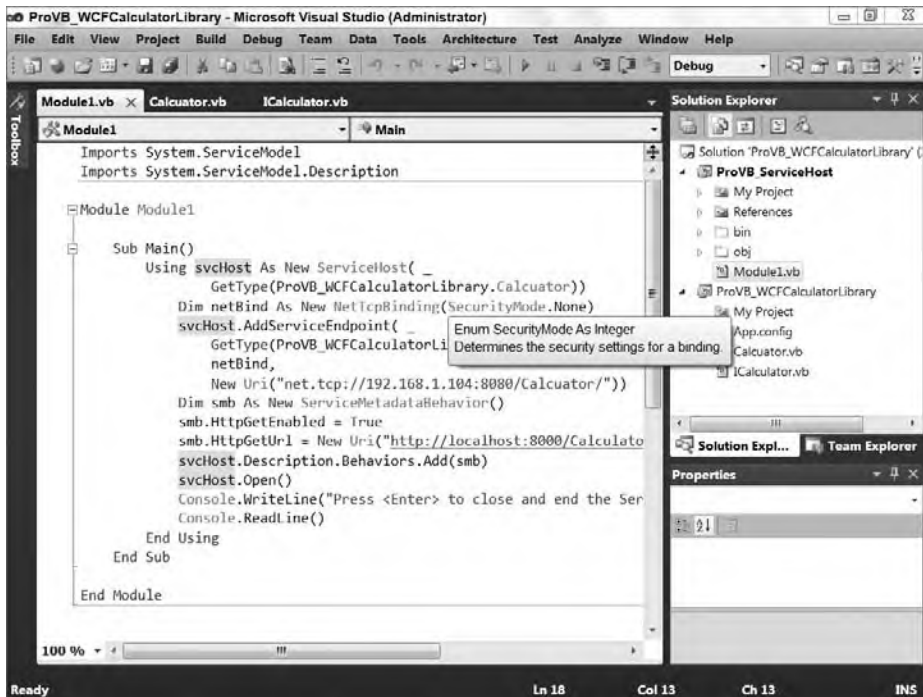 ProVB_WCFCalculatorLibrary - Microsoft Visual Studio (Administrator)
File Edit View Project Build Debug Team Data Tools Architecture Test Analyze Window Help
Debug
Toolbox
Module1.vb Calcuator.vb ICalculator.vb
Module1 Main
Imports System.ServiceModel
Imports System.ServiceModel.Description
Module Module1
Sub Main()
Using svcHost As New ServiceHost( _
GetType(ProVB_WCFCalculatorLibrary.Calcuator))
Dim netBind As New NetTcpBinding(SecurityMode.None)
svcHost.AddServiceEndpoint( _
GetType(ProVB_WCFCalculatorLi
netBind,
New Uri("net.tcp://192.168.1.104:8080/Calcuator/"))
Dim smb As New ServiceMetadataBehavior()
smb.HttpGetEnabled = True
smb.HttpGetUrl = New Uri("http://localhost:8000/Calculato
svcHost.Description.Behaviors.Add(smb)
svcHost.Open()
Console.WriteLine("Press <Enter> to close and end the Ser
Console.ReadLine()
End Using
End Sub
End Module
Enum SecurityMode As Integer
Determines the security settings for a binding.
100 %
Solution Explorer
Solution 'ProVB_WCFCalculatorLibrary' (
ProVB_ServiceHost
My Project
References
bin
obj
Module1.vb
ProVB_WCFCalculatorLibrary
My Project
App.config
Calcuator.vb
ICalculator.vb
Solution Expl... Team Explorer
Properties
Ready Ln 18 Col 13 Ch 13 INS